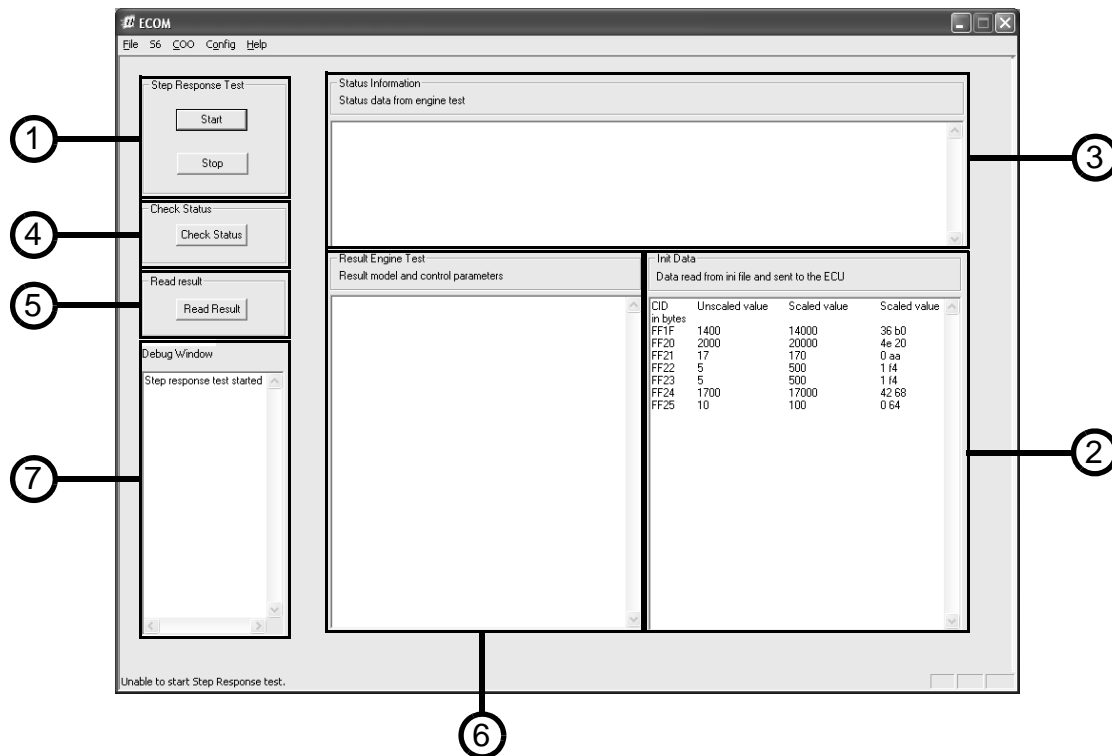 ECOM
File S6 COO Config Help
Step Response Test
Start
Stop
Check Status
Check Status
Read result
Read Result
Debug Window
Step response test started
Status Information
Status data from engine test
Result Engine Test
Result model and control parameters
Init Data
Data read from ini file and sent to the ECU
CID Unscaled value Scaled value Scaled value
in bytes
FF1F 1400 14000 36 b0
FF20 2000 20000 4e 20
FF21 17 170 0 aa
FF22 5 500 1 f4
FF23 5 500 1 f4
FF24 1700 17000 42 68
FF25 10 100 0 64
Unable to start Step Response test.
1
4
5
7
3
2
6